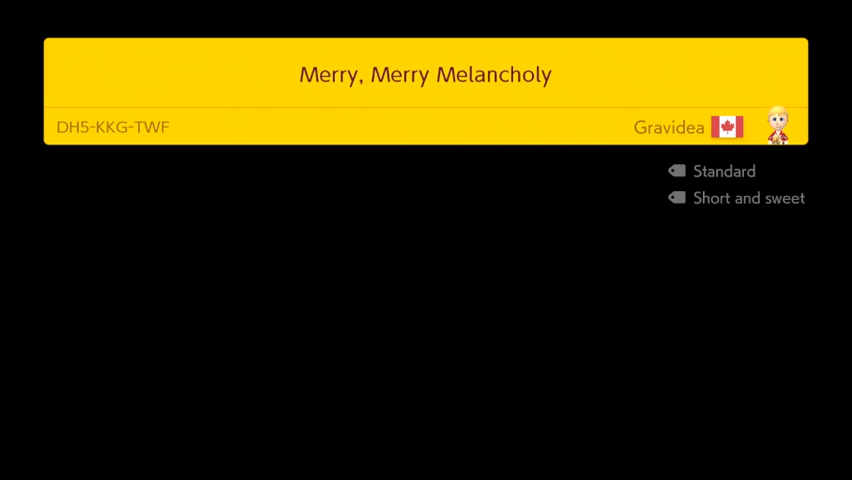 Merry, Merry Melancholy
DH5-KKG-TWF
Gravidea
Standard
Short and sweet